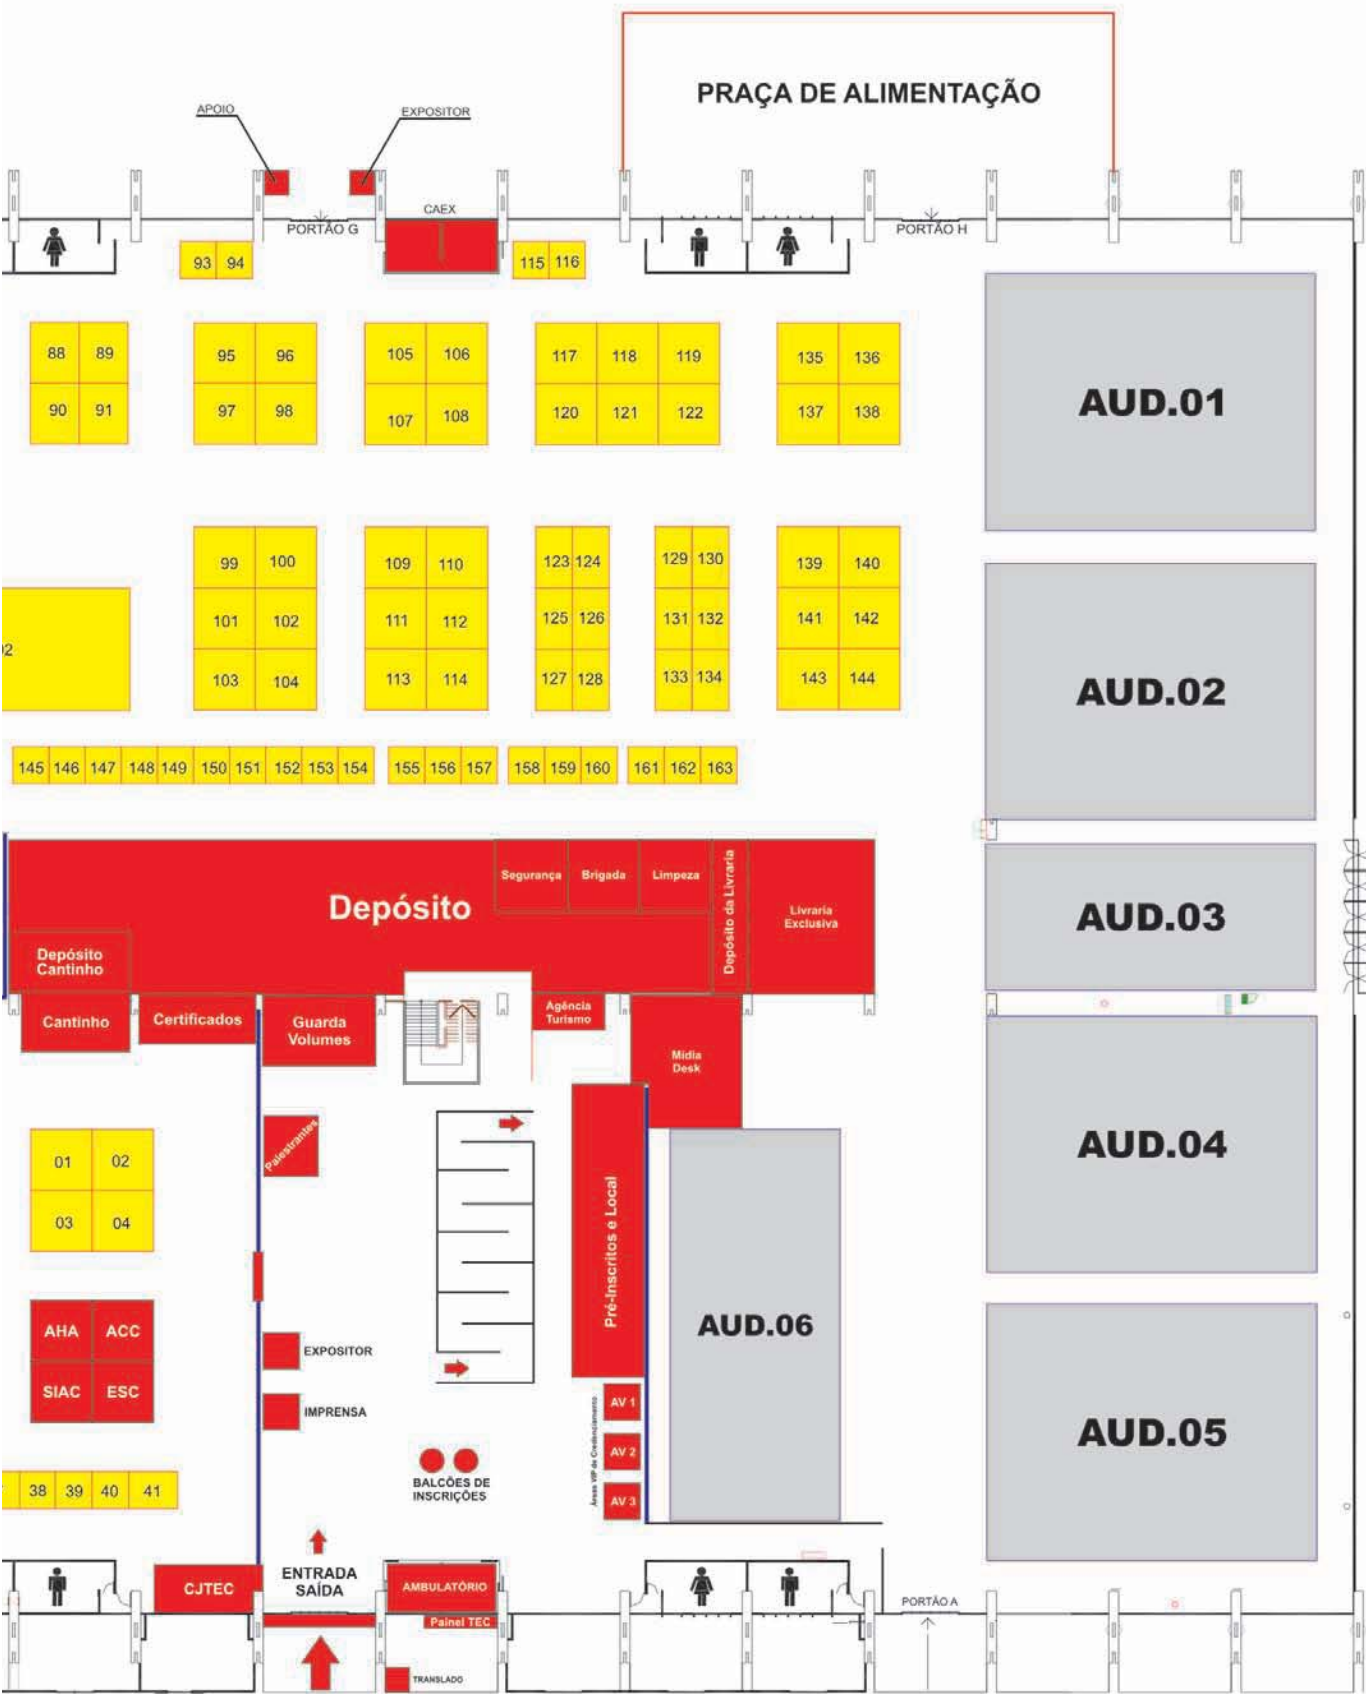 PRAÇA DE ALIMENTAÇÃO
APOIO
EXPOSITOR
CAEX
PORTÃO G
PORTÃO H
93 94
115 116
88 89
95 96
105 106
117 118 119
135 136
90 91
97 98
107 108
120 121 122
137 138
AUD.01
99 100
109 110
123 124
129 130
139 140
101 102
111 112
125 126
131 132
141 142
103 104
113 114
127 128
133 134
143 144
AUD.02
145 146 147 148 149 150 151 152 153 154
155 156 157
158 159 160
161 162 163
Depósito
Segurança
Brigada
Limpeza
Depósito da Livraria
Livraria
Exclusiva
AUD.03
Depósito
Cantinho
Cantinho
Certificados
Guarda
Volumes
Agência
Turismo
Mídia
Desk
Palestrantes
01 02
03 04
Pré-Inscritos e Local
AUD.04
AHA ACC
SIAC ESC
EXPOSITOR
IMPRENSA
AUD.06
AV 1
AV 2
AV 3
Áreas VIP de Credenciamento
AUD.05
38 39 40 41
BALCÕES DE
INSCRIÇÕES
ENTRADA
SAÍDA
CJTEC
AMBULATÓRIO
Painel TEC
PORTÃO A
TRANSLADO